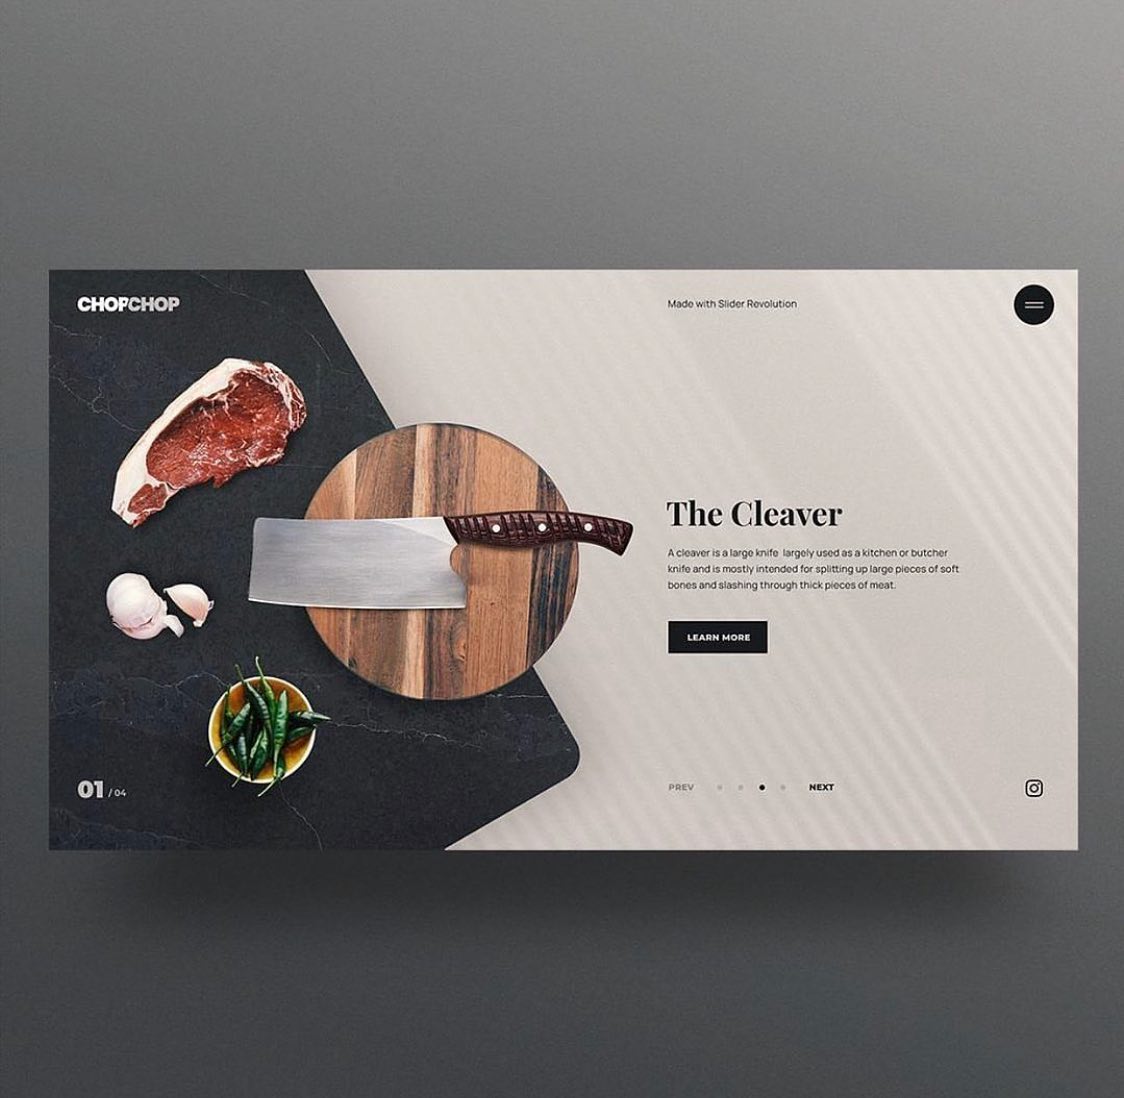 CHOPCHOP
Made with Slider Revolution
The Cleaver
A cleaver is a large knife  largely used as a kitchen or butcher
knife and is mostly intended for splitting up large pieces of soft
bones and slashing through thick pieces of meat.
LEARN MORE
01 / 04
PREV
NEXT